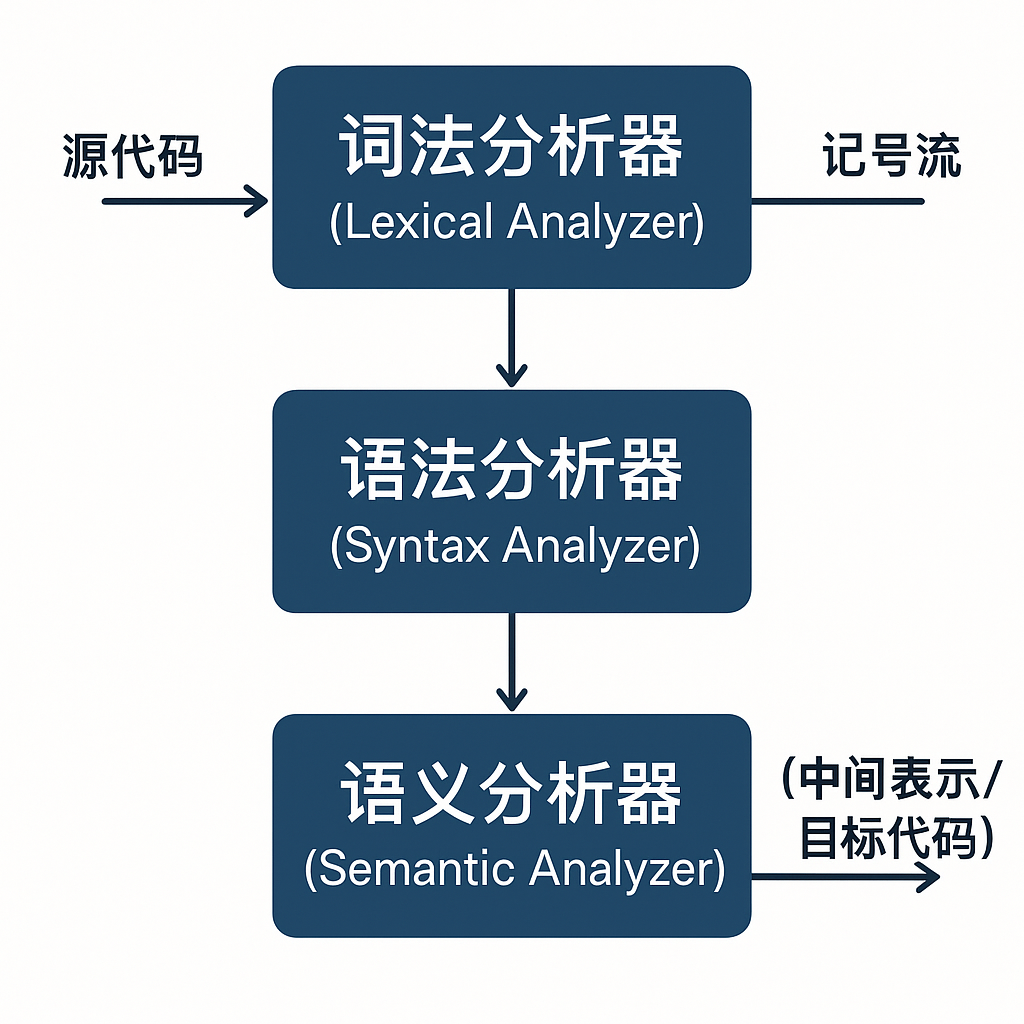 源代码
词法分析器
(Lexical Analyzer)
记号流
语法分析器
(Syntax Analyzer)
语义分析器
(Semantic Analyzer)
(中间表示/
目标代码)